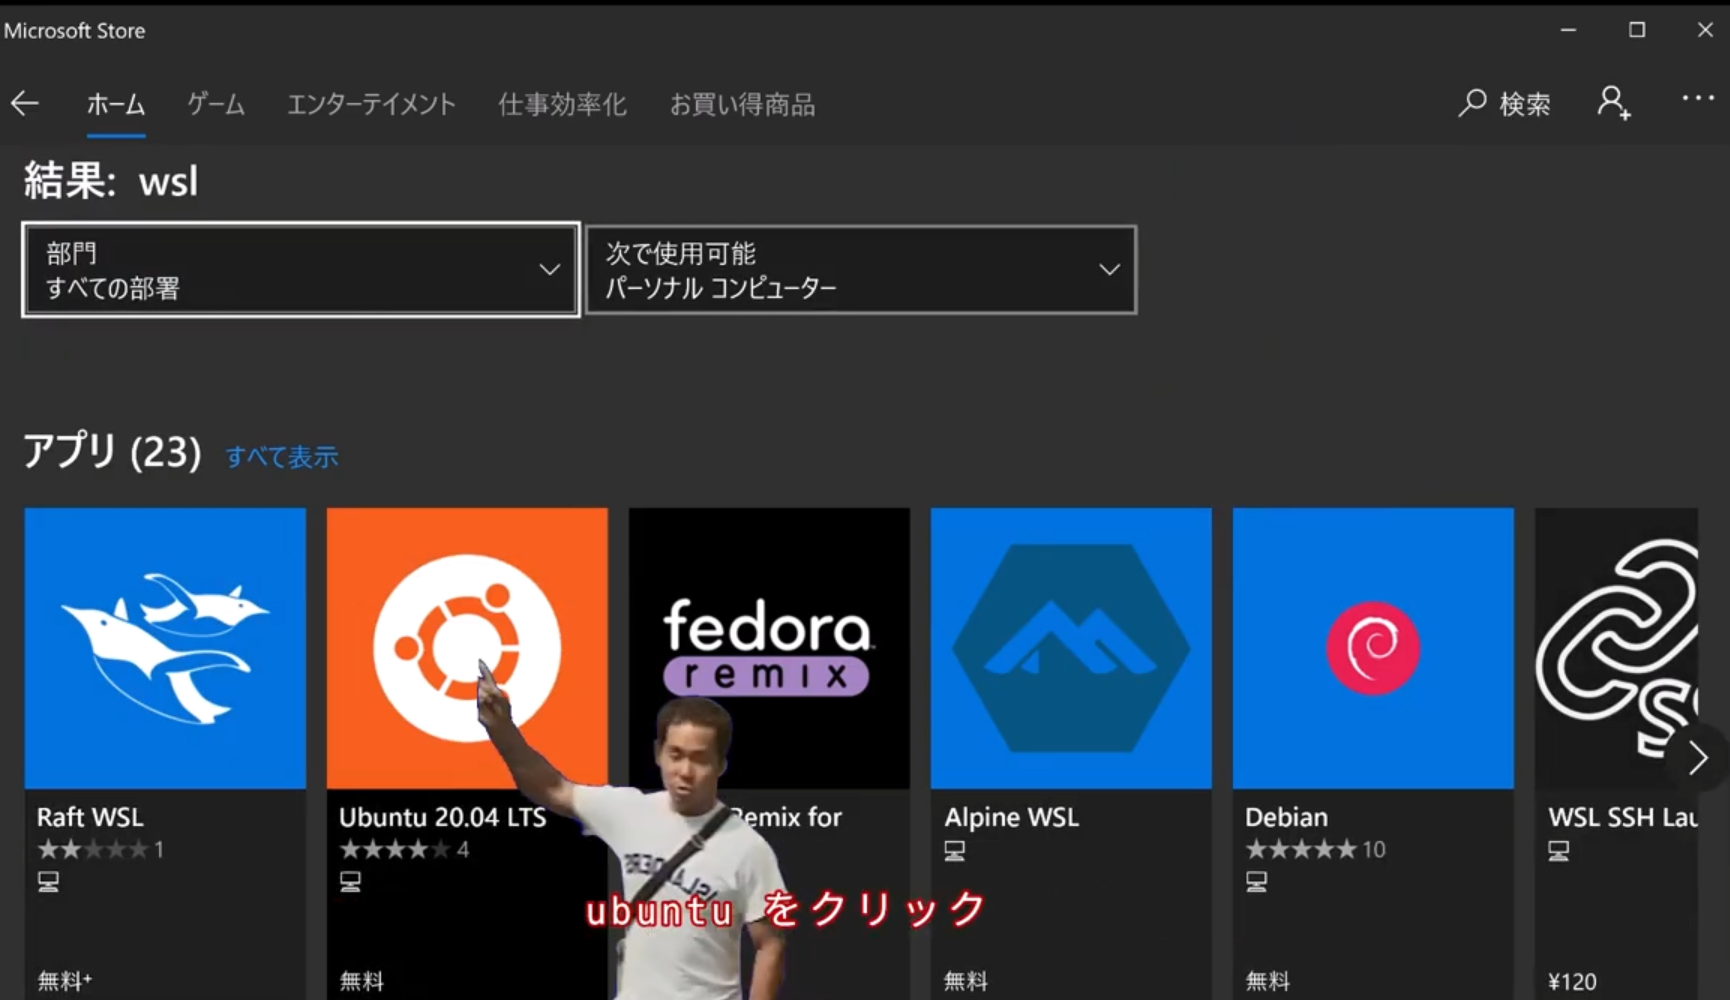 Microsoft Store
ホーム ゲーム エンターテイメント 仕事効率化 お買い得商品 検索
結果: wsl
部門
すべての部署
次で使用可能
パーソナル コンピューター
アプリ (23) すべて表示
fedora
remix
Raft WSL
1
無料+
Ubuntu 20.04 LTS
4
無料
Remix for
Alpine WSL
無料
Debian
10
無料
WSL SSH Lau
¥120
ubuntu をクリック